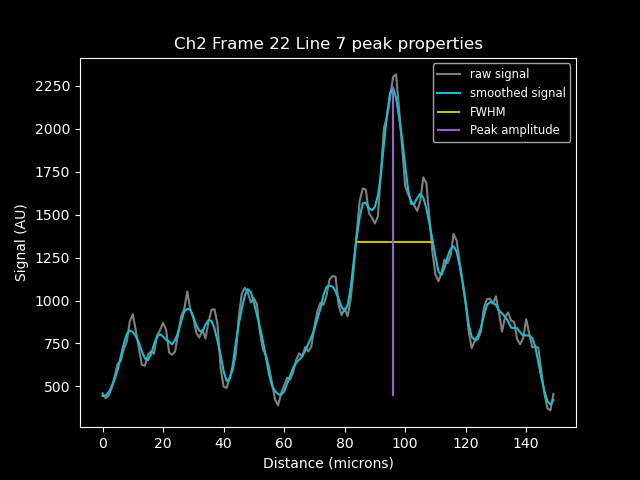 Ch2 Frame 22 Line 7 peak properties
raw signal
smoothed signal
FWHM
Peak amplitude
2250
2000
1750
1500
1250
1000
750
500
Signal (AU)
0 20 40 60 80 100 120 140
Distance (microns)